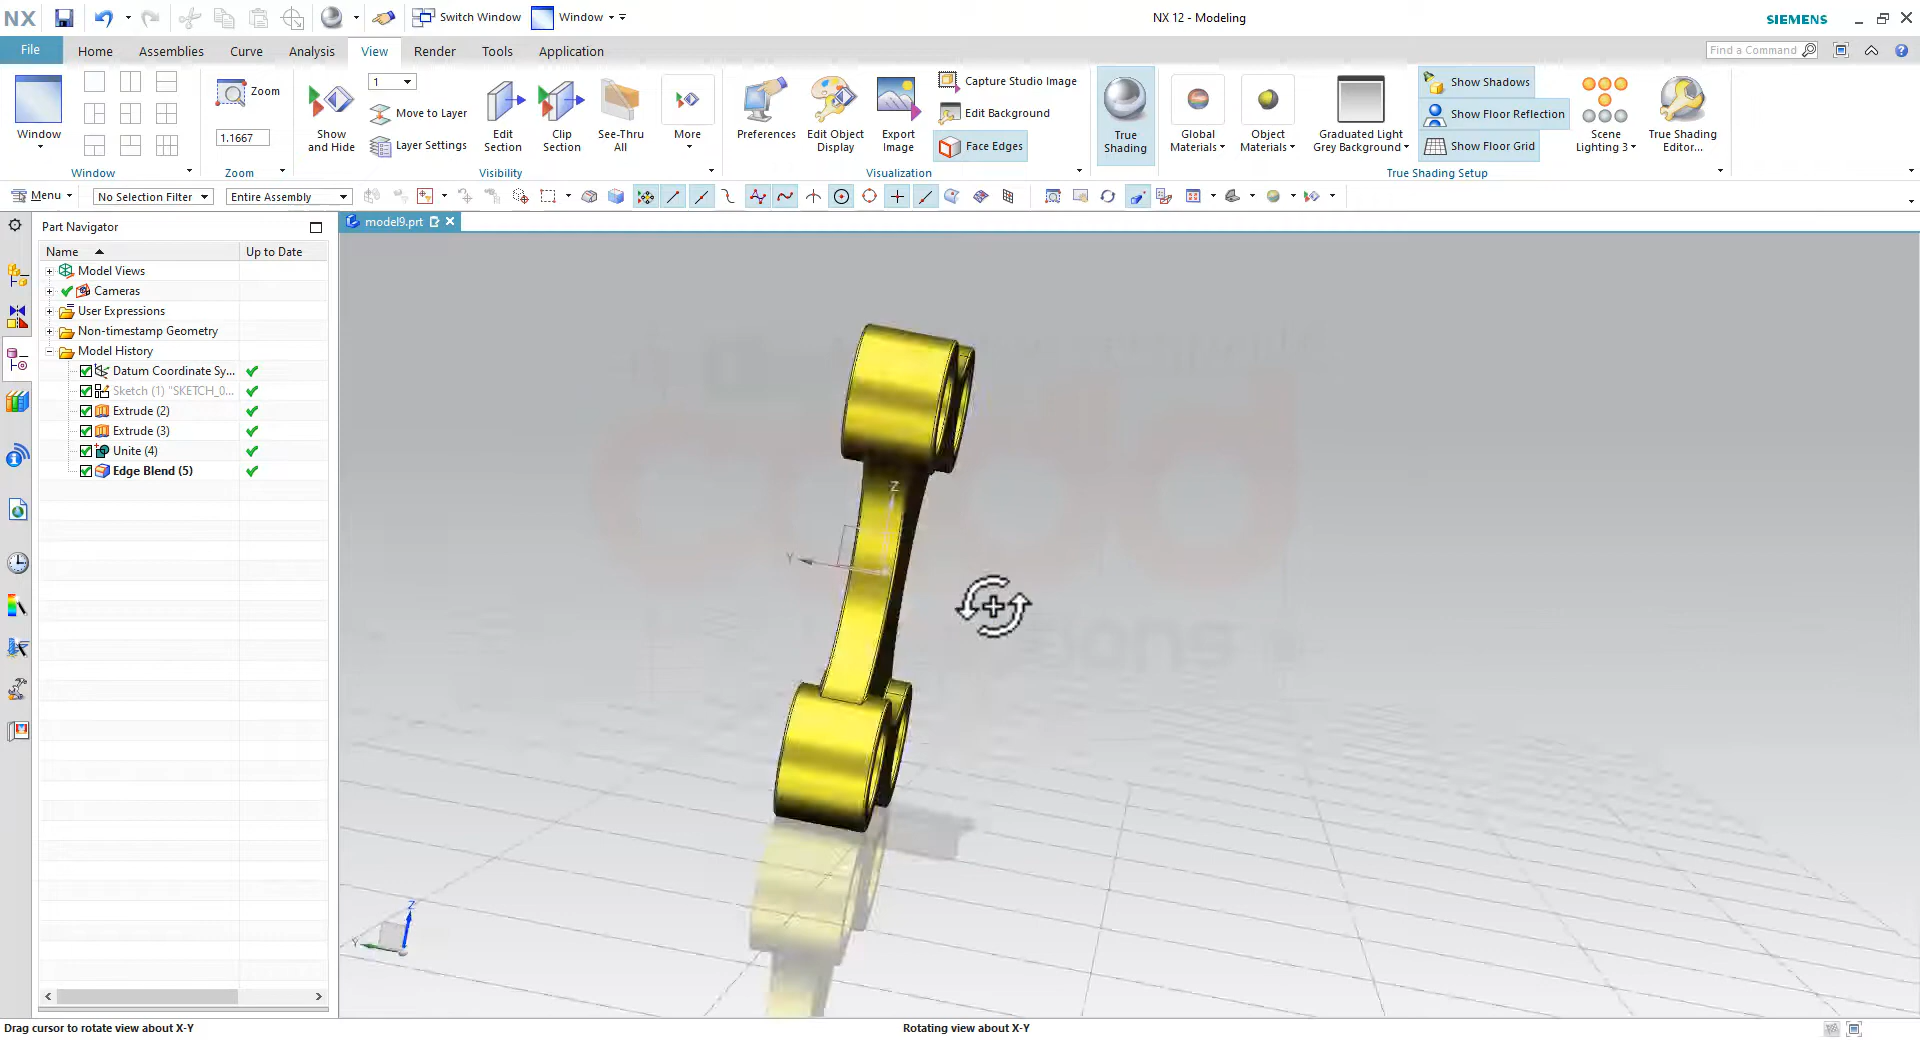 NX
Switch Window
Window
NX 12 - Modeling
SIEMENS
File
Home
Assemblies
Curve
Analysis
View
Render
Tools
Application
Find a Command
Window
Zoom
1.1667
Show and Hide
1
Move to Layer
Layer Settings
Edit Section
Clip Section
See-Thru All
More
Preferences
Edit Object Display
Export Image
Capture Studio Image
Edit Background
Face Edges
True Shading
Global Materials
Object Materials
Graduated Light Grey Background
Show Shadows
Show Floor Reflection
Show Floor Grid
Scene Lighting 3
True Shading Editor...
Window
Zoom
Visibility
Visualization
True Shading Setup
Menu
No Selection Filter
Entire Assembly
Part Navigator
model9.prt
Name
Up to Date
Model Views
Cameras
User Expressions
Non-timestamp Geometry
Model History
Datum Coordinate Sy...
Sketch (1) "SKETCH_0...
Extrude (2)
Extrude (3)
Unite (4)
Edge Blend (5)
Z
Y
Z
Y
Drag cursor to rotate view about X-Y
Rotating view about X-Y